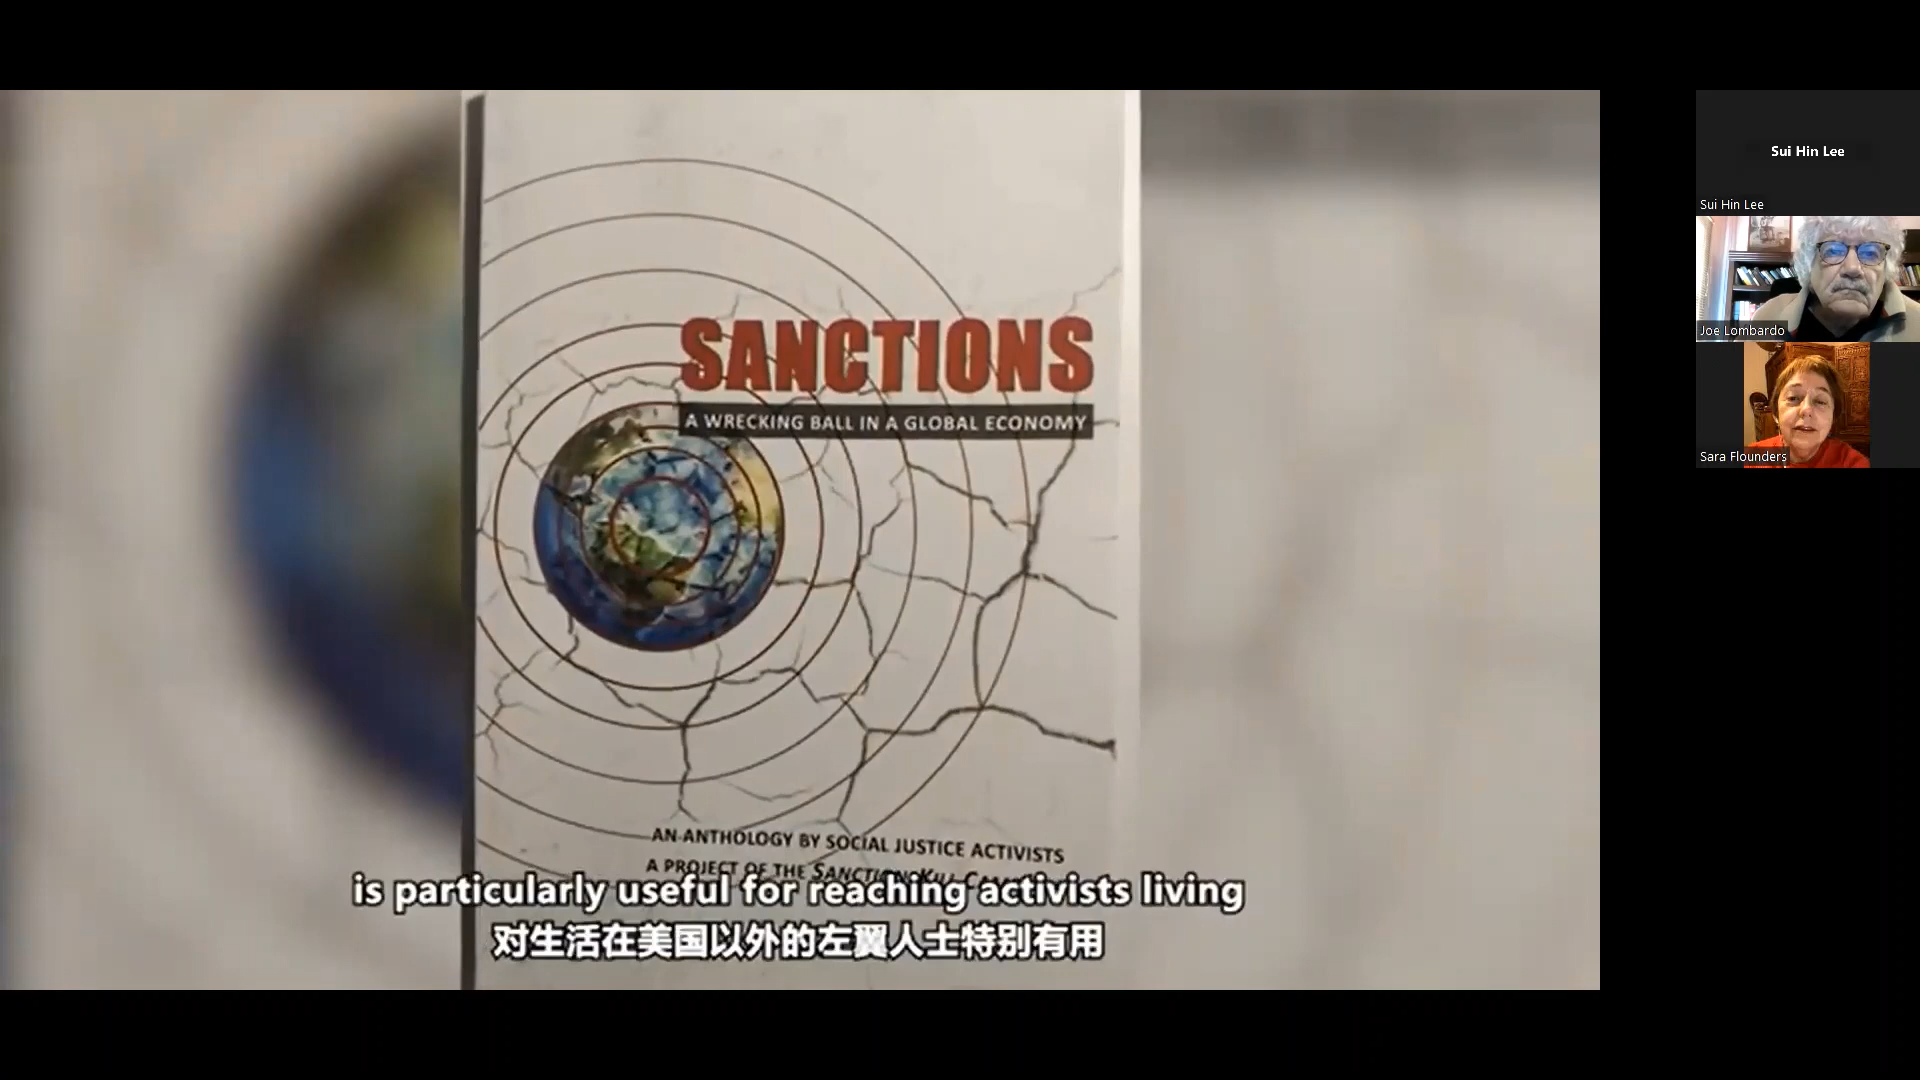 SANCTIONS
A WRECKING BALL IN A GLOBAL ECONOMY
AN ANTHOLOGY BY SOCIAL JUSTICE ACTIVISTS
A PROJECT OF THE SANCTIONS KILL
is particularly useful for reaching activists living
对生活在美国以外的左翼人士特别有用
Sui Hin Lee
Sui Hin Lee
Joe Lombardo
Sara Flounders